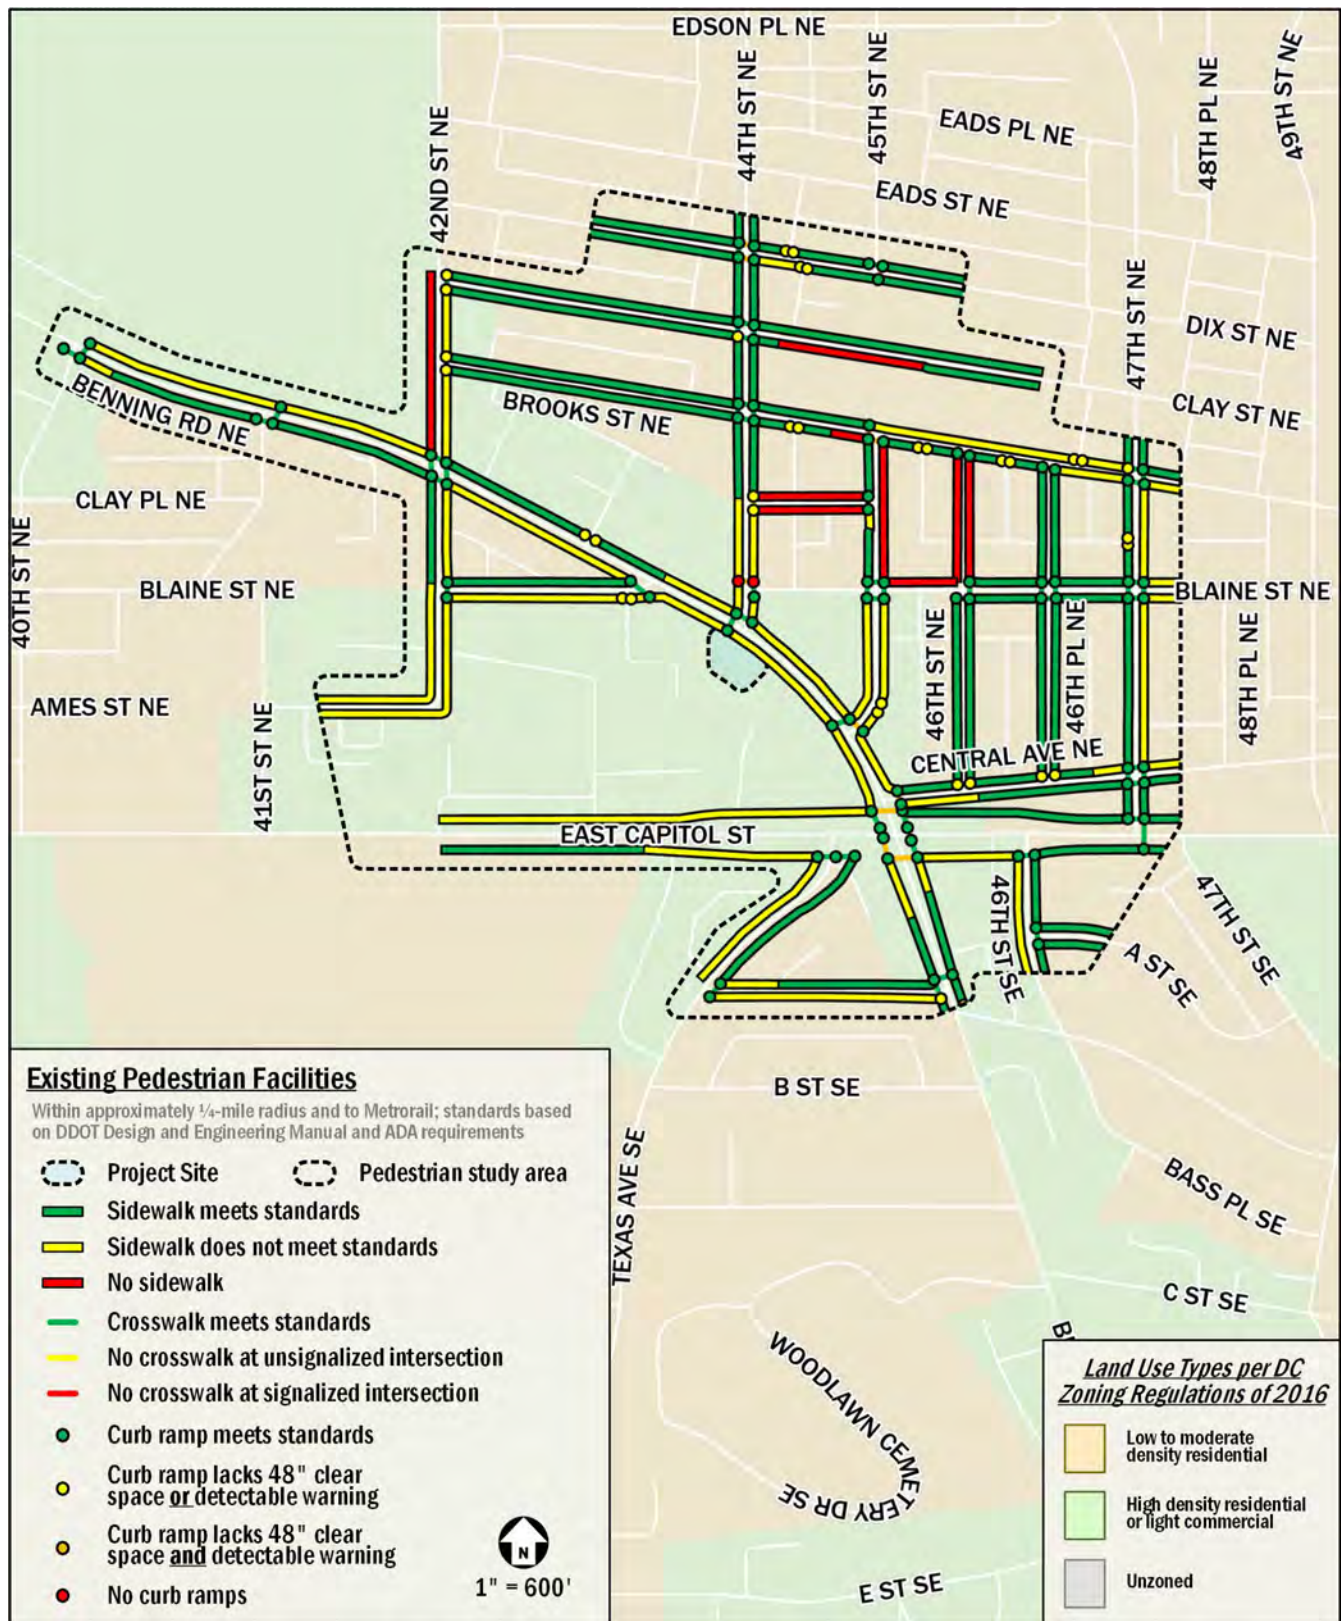 EDSON PL NE
44TH ST NE
45TH ST NE
48TH PL NE
49TH ST NE
EADS PL NE
42ND ST NE
EADS ST NE
47TH ST NE
DIX ST NE
CLAY ST NE
BENNING RD NE
BROOKS ST NE
CLAY PL NE
40TH ST NE
BLAINE ST NE
BLAINE ST NE
46TH ST NE
46TH PL NE
48TH PL NE
AMES ST NE
41ST ST NE
CENTRAL AVE NE
EAST CAPITOL ST
46TH ST SE
47TH ST SE
A ST SE
B ST SE
TEXAS AVE SE
BASS PL SE
C ST SE
WOODLAWN CEMETERY DR SE
E ST SE
Existing Pedestrian Facilities
Within approximately ¼-mile radius and to Metrorail; standards based
on DDOT Design and Engineering Manual and ADA requirements
Project Site
Pedestrian study area
Sidewalk meets standards
Sidewalk does not meet standards
No sidewalk
Crosswalk meets standards
No crosswalk at unsignalized intersection
No crosswalk at signalized intersection
Curb ramp meets standards
Curb ramp lacks 48" clear
space or detectable warning
Curb ramp lacks 48" clear
space and detectable warning
No curb ramps
N
1" = 600'
Land Use Types per DC
Zoning Regulations of 2016
Low to moderate
density residential
High density residential
or light commercial
Unzoned